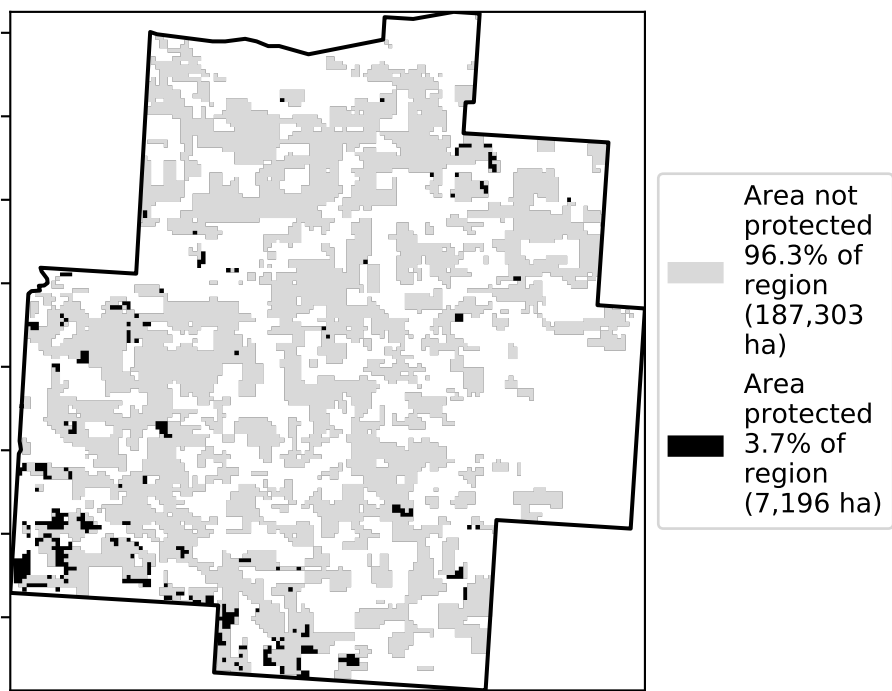 Area not
protected
96.3% of
region
(187,303
ha)
Area
protected
3.7% of
region
(7,196 ha)